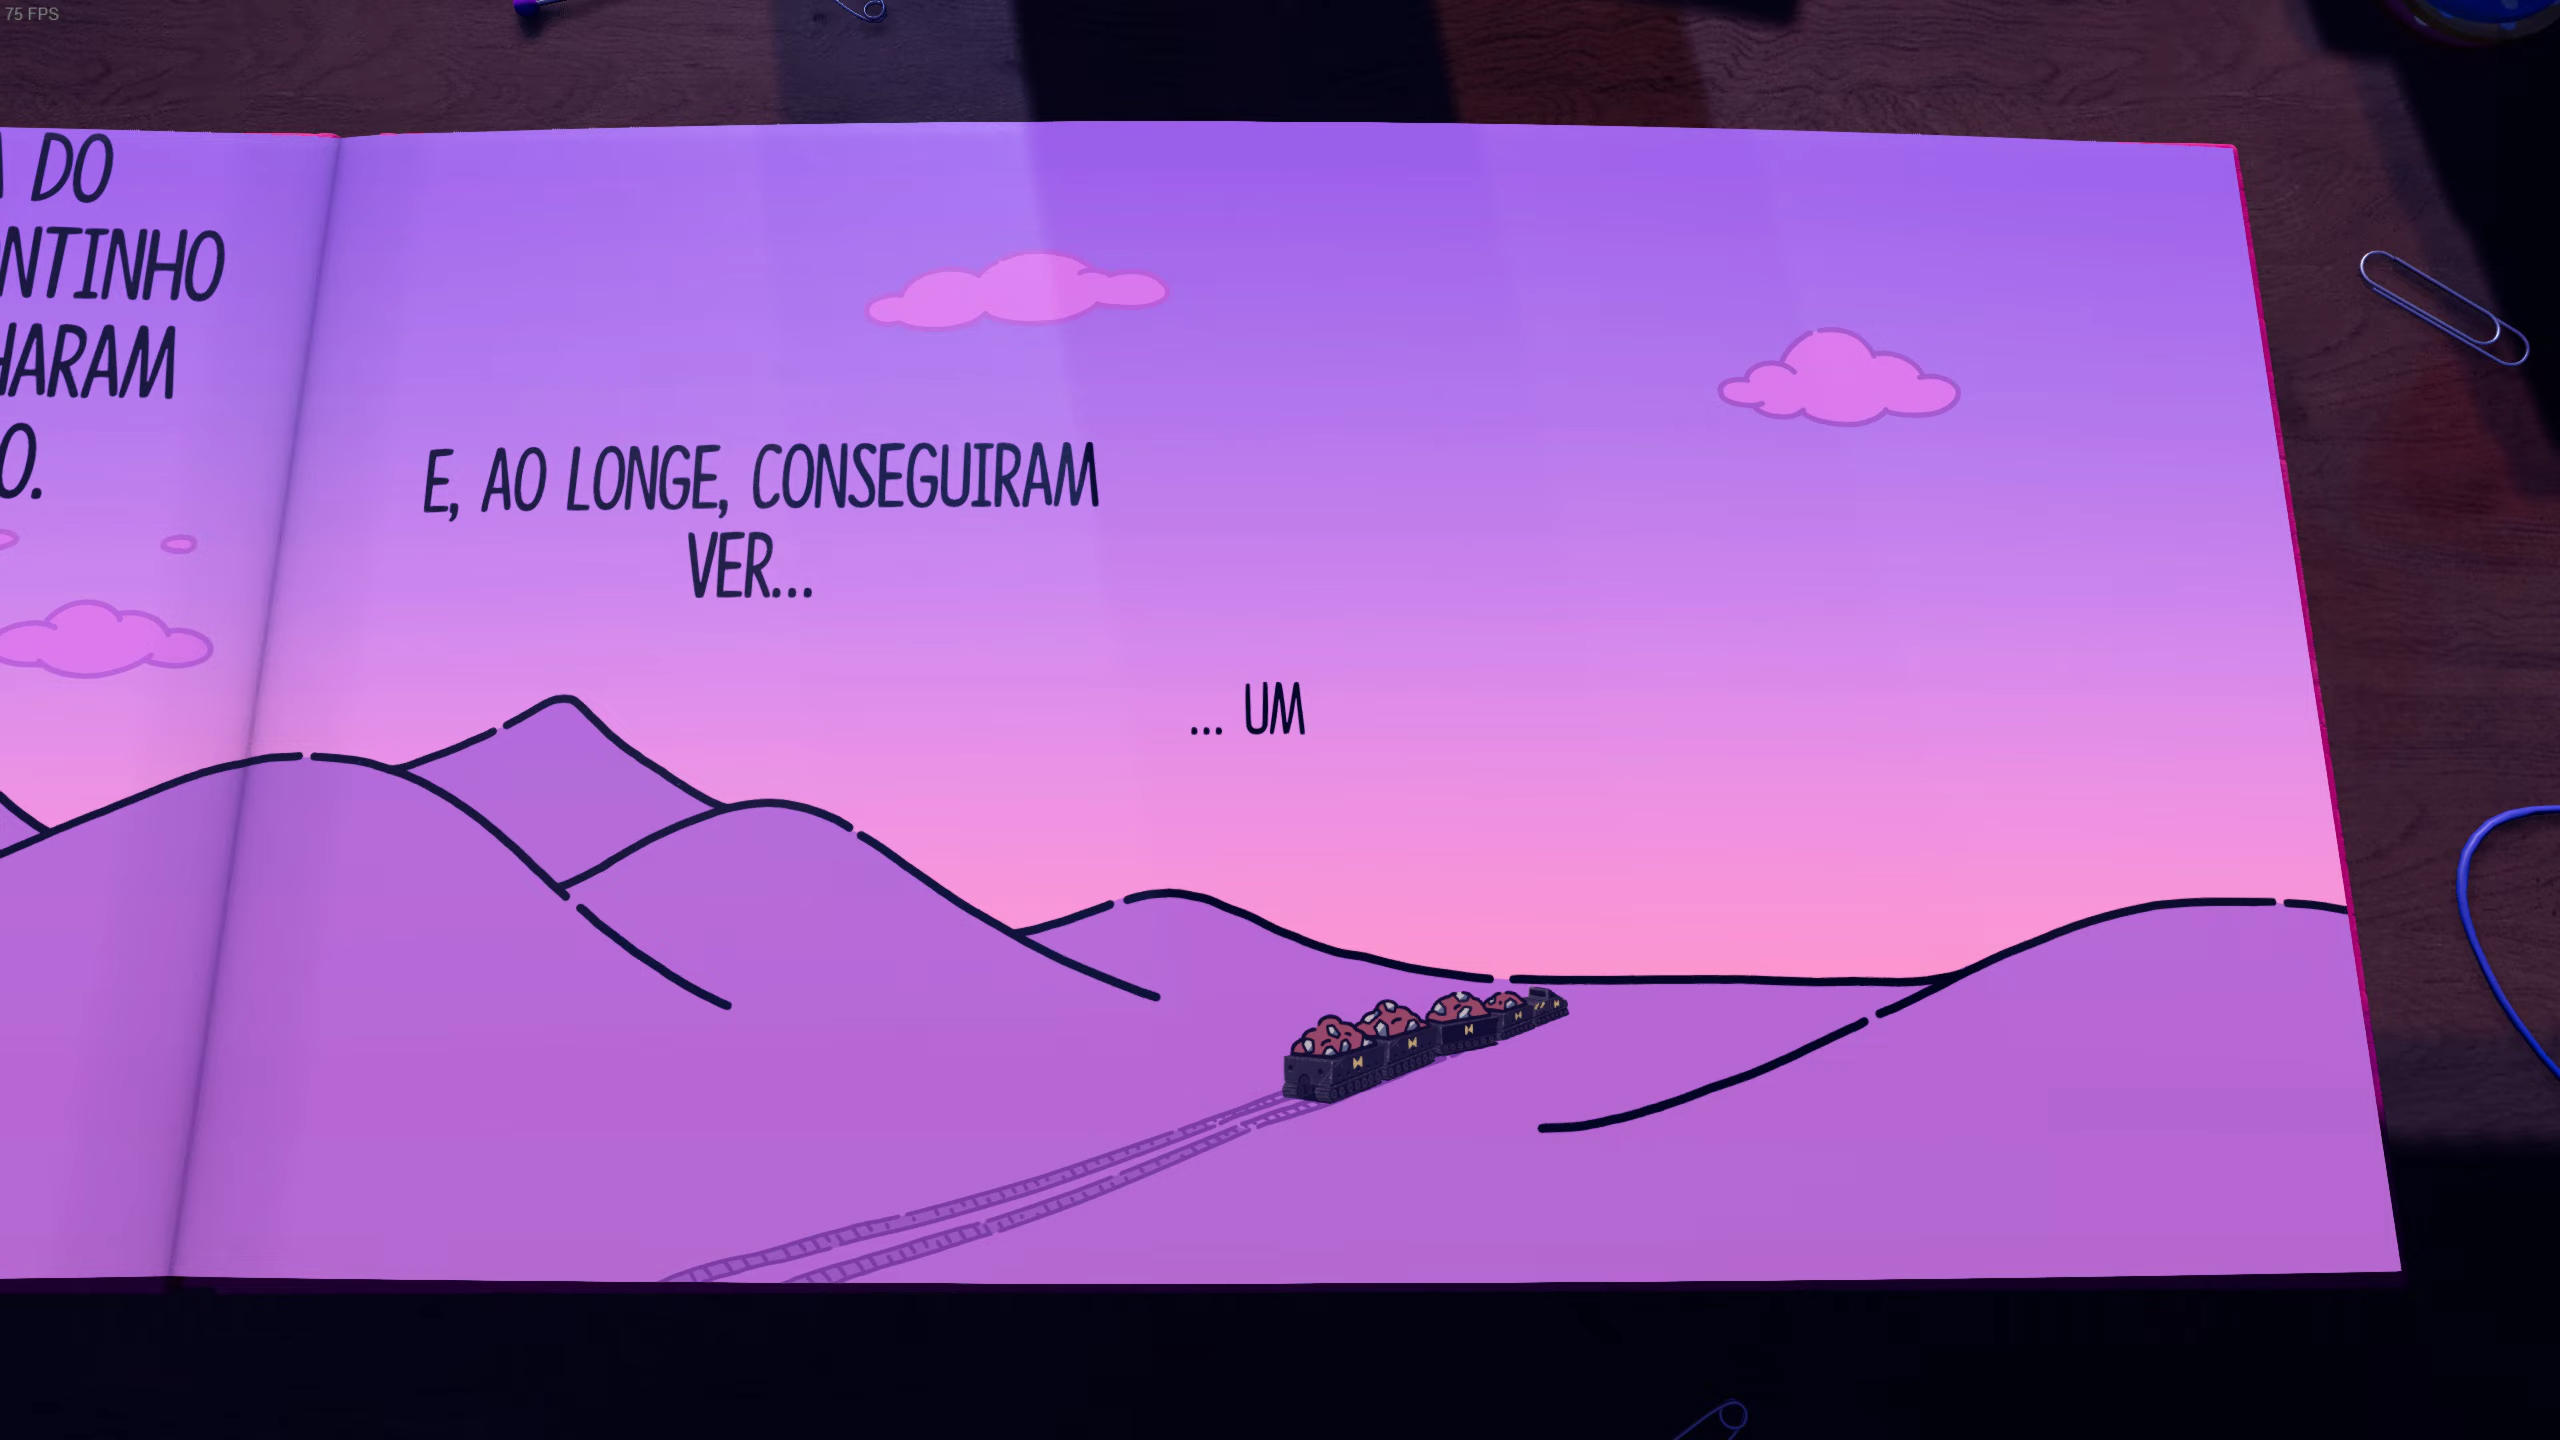 75 FPS
DO
NTINHO
HARAM
O.
E, AO LONGE, CONSEGUIRAM
VER...
... UM